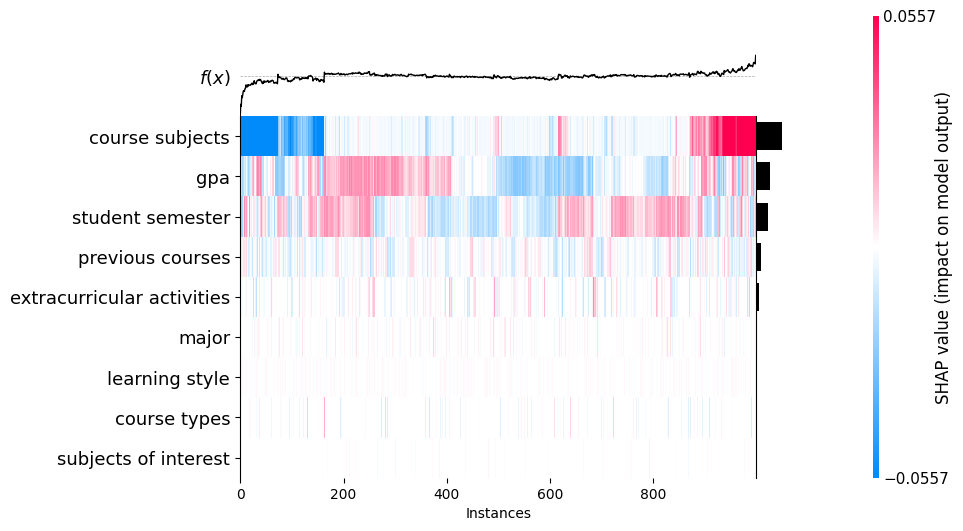 0.0557
f(x)
course subjects
gpa
student semester
previous courses
extracurricular activities
major
learning style
course types
subjects of interest
0 200 400 600 800
Instances
SHAP value (impact on model output)
−0.0557